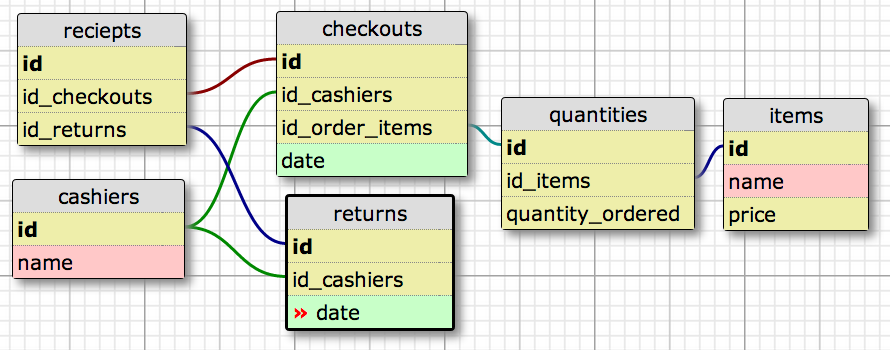 reciepts
id
id_checkouts
id_returns
cashiers
id
name
checkouts
id
id_cashiers
id_order_items
date
returns
id
id_cashiers
» date
quantities
id
id_items
quantity_ordered
items
id
name
price